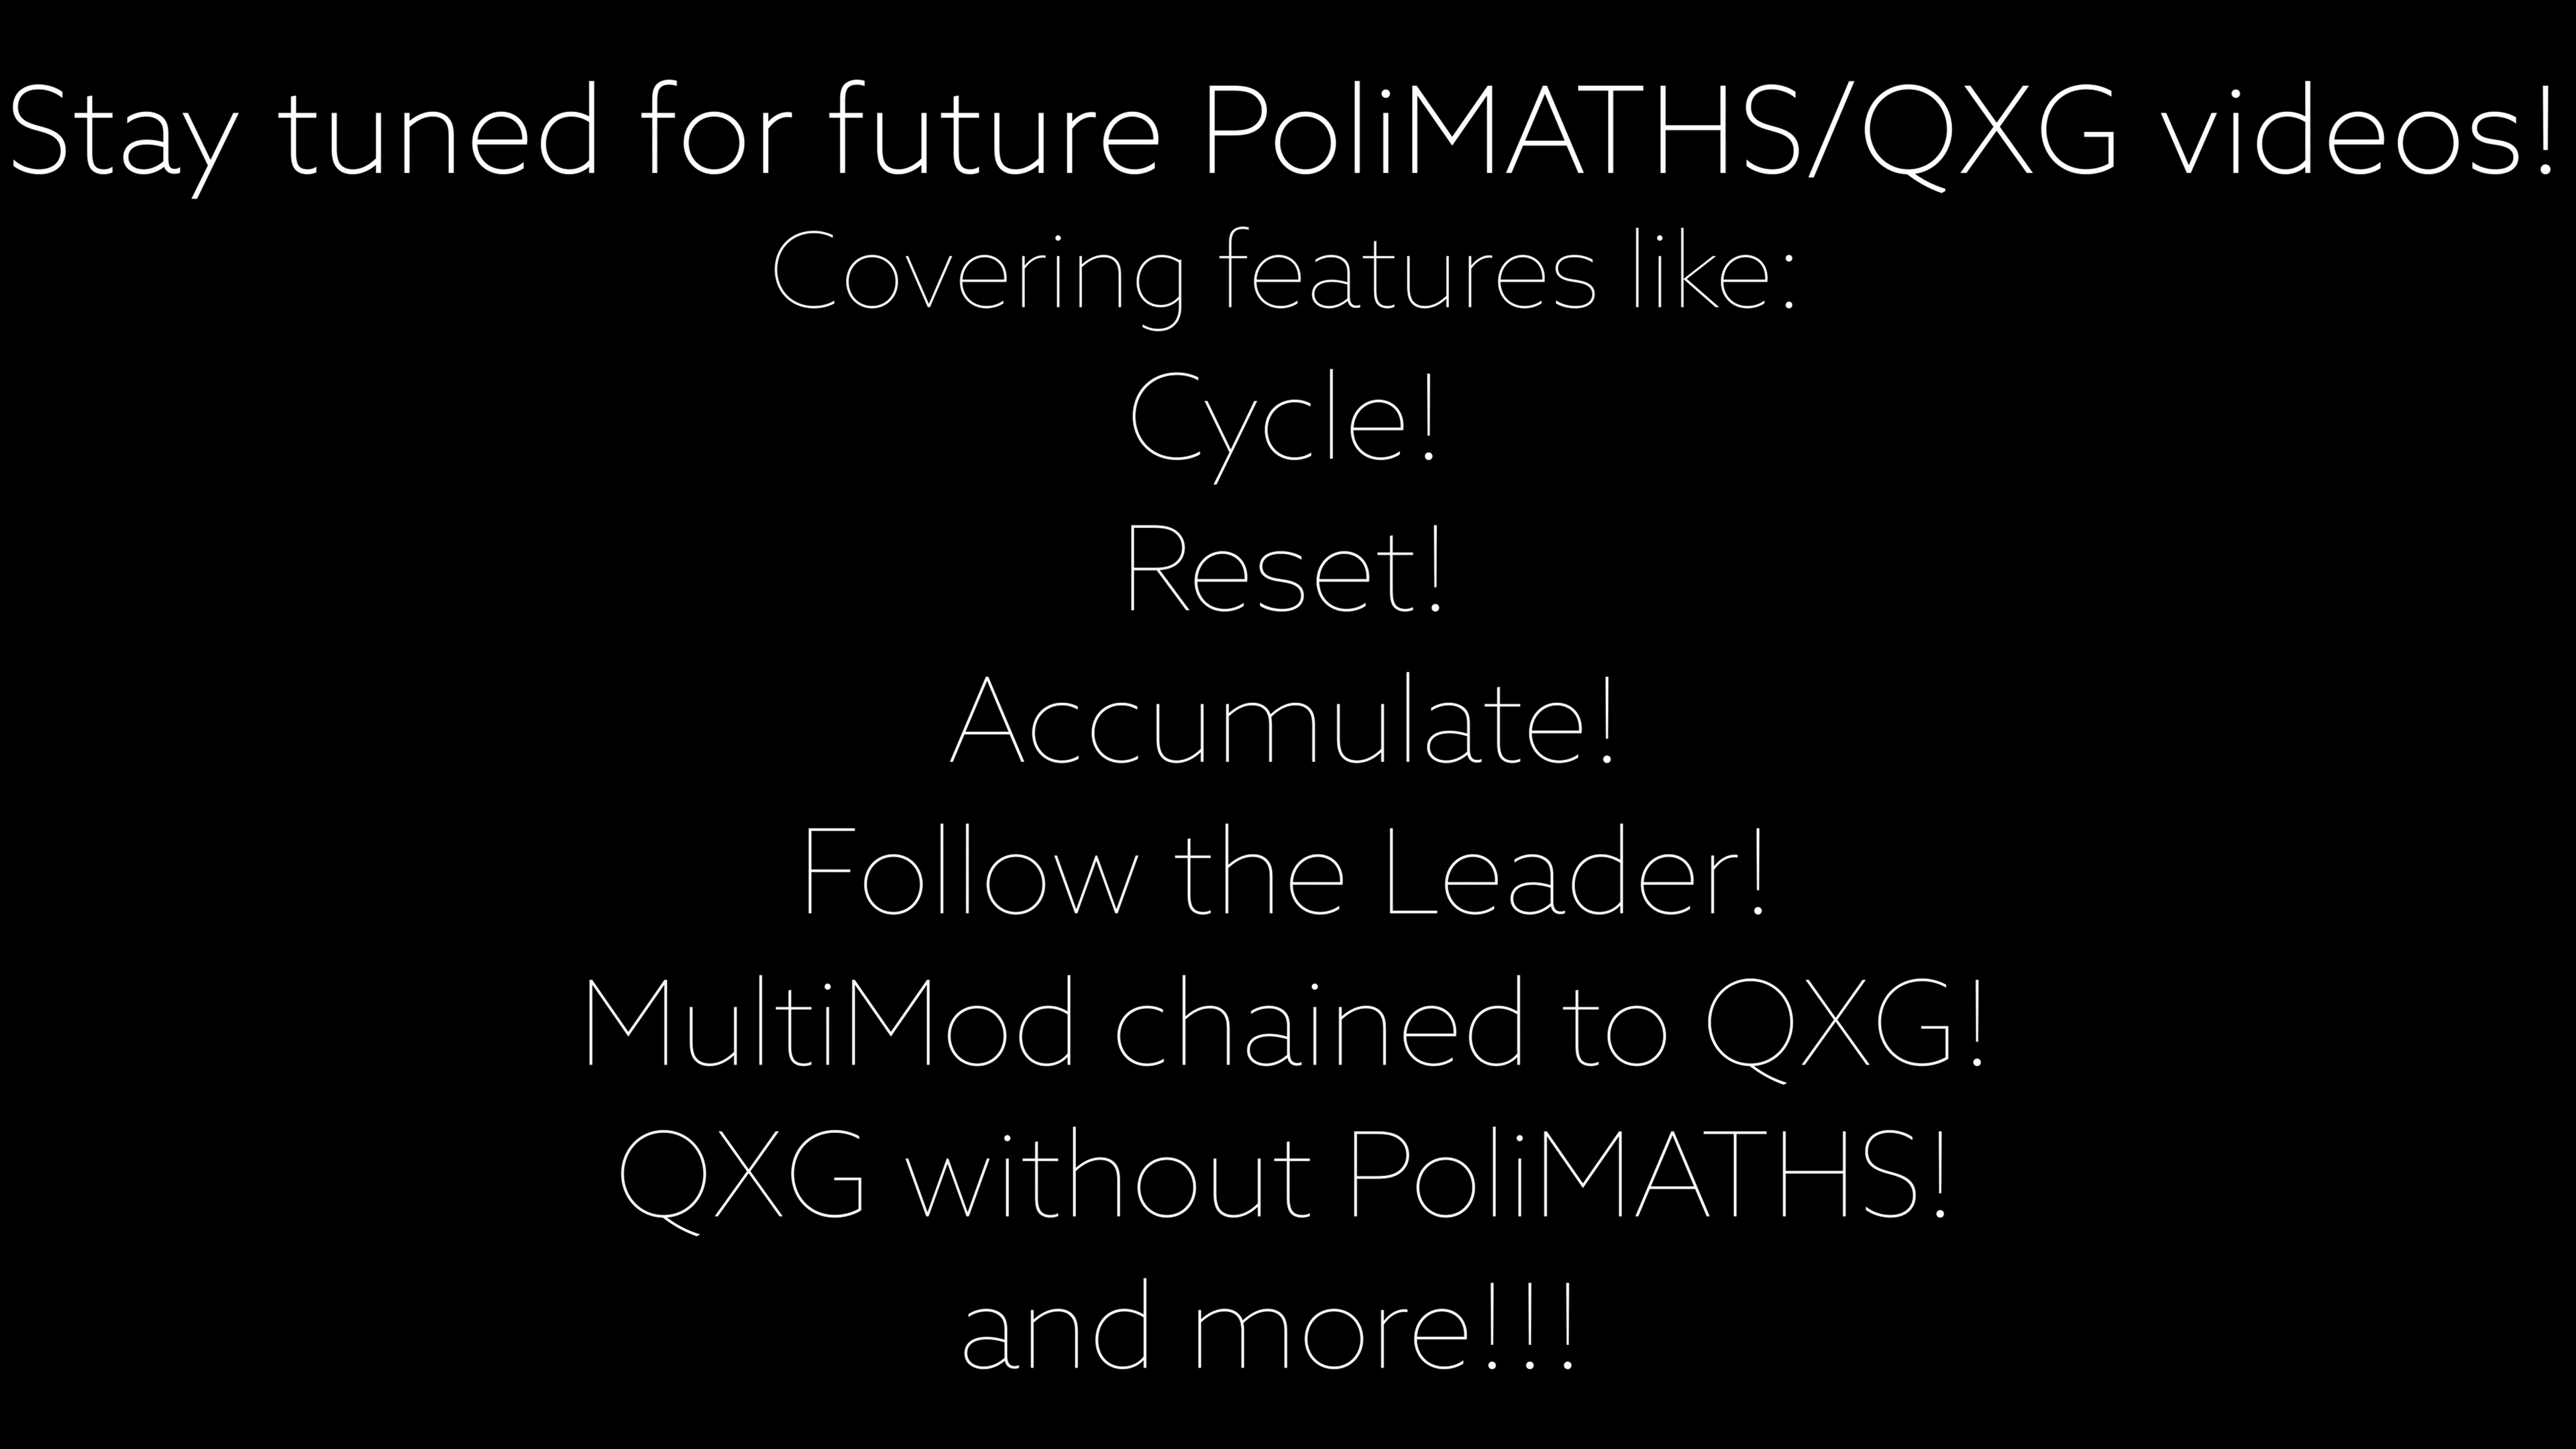 Stay tuned for future PoliMATHS/QXG videos!
Covering features like:
Cycle!
Reset!
Accumulate!
Follow the Leader!
MultiMod chained to QXG!
QXG without PoliMATHS!
and more!!!